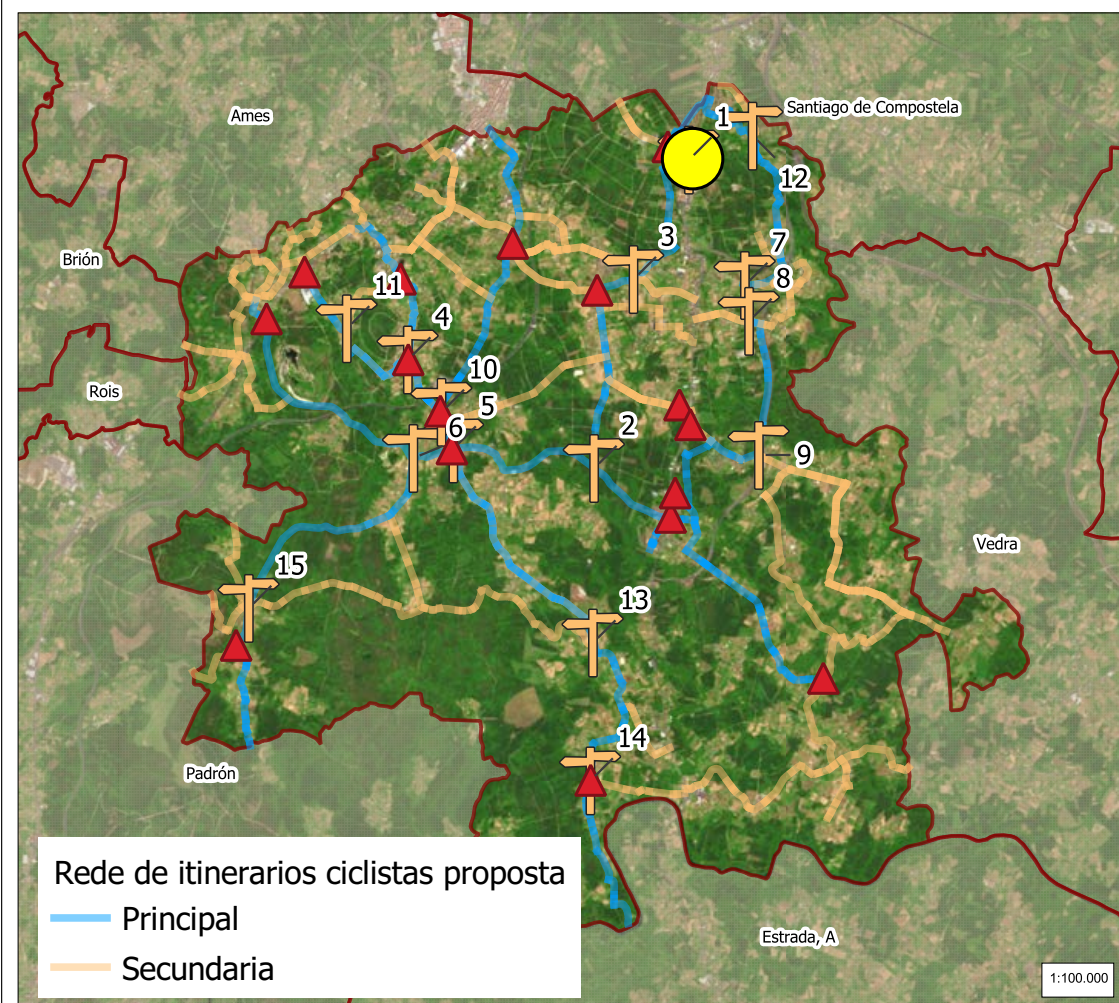 Ames
Santiago de Compostela
1
12
Brión
3
7
8
11
4
Rois
10
5
6
2
9
Vedra
15
13
14
Padrón
Rede de itinerarios ciclistas proposta
Principal
Secundaria
Estrada, A
1:100.000